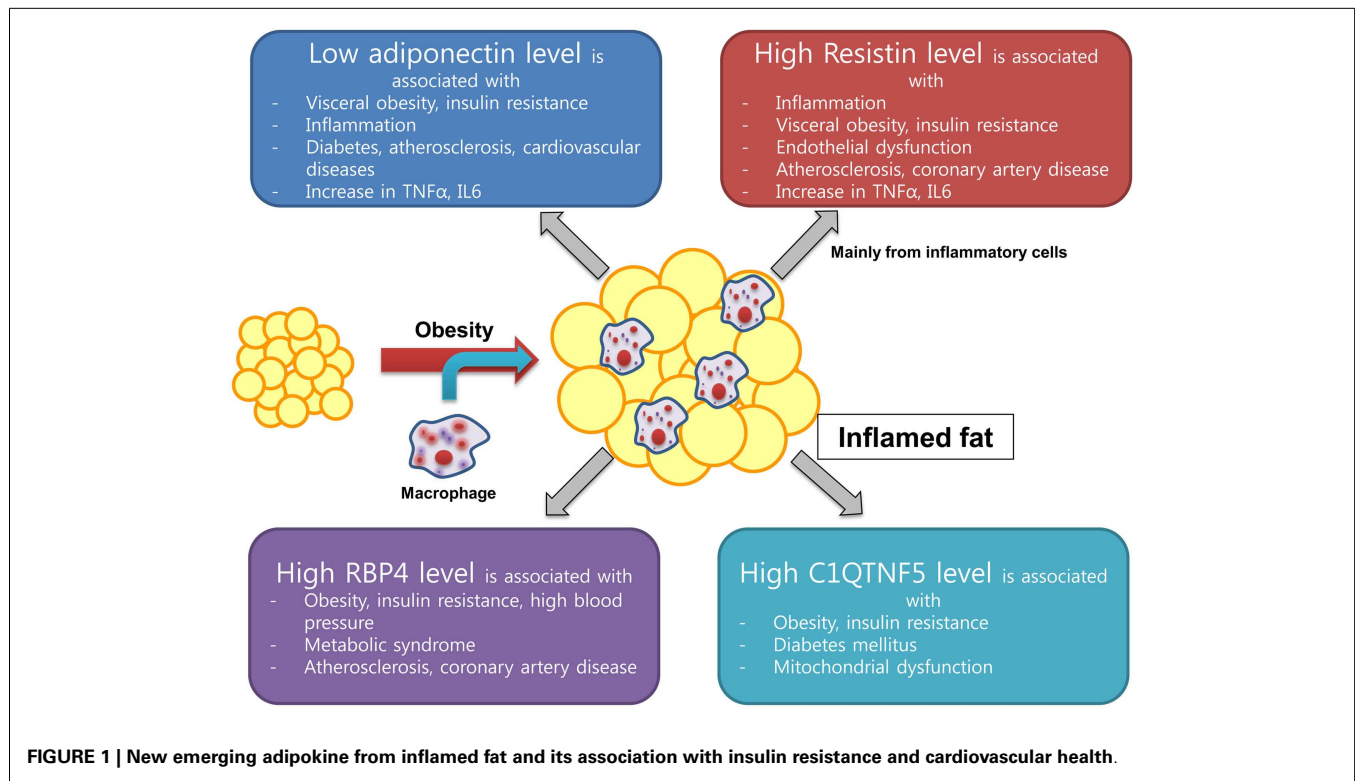 Low adiponectin level is
associated with
- Visceral obesity, insulin resistance
- Inflammation
- Diabetes, atherosclerosis, cardiovascular
diseases
- Increase in TNFα, IL6
High Resistin level is associated
with
- Inflammation
- Visceral obesity, insulin resistance
- Endothelial dysfunction
- Atherosclerosis, coronary artery disease
- Increase in TNFα, IL6
Mainly from inflammatory cells
Obesity
Macrophage
Inflamed fat
High RBP4 level is associated with
- Obesity, insulin resistance, high blood
pressure
- Metabolic syndrome
- Atherosclerosis, coronary artery disease
High C1QTNF5 level is associated
with
- Obesity, insulin resistance
- Diabetes mellitus
- Mitochondrial dysfunction
FIGURE 1 | New emerging adipokine from inflamed fat and its association with insulin resistance and cardiovascular health.